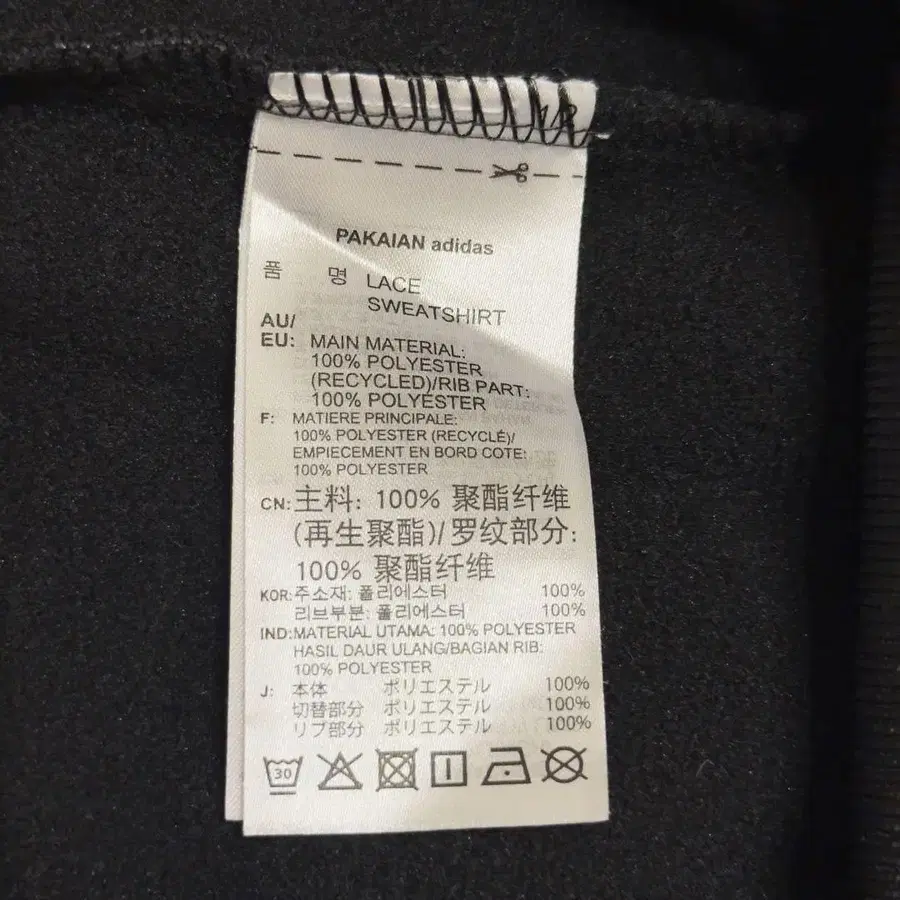 PAKAIAN adidas
품 명 LACE
SWEATSHIRT
AU/
EU: MAIN MATERIAL:
100% POLYESTER
(RECYCLED)/RIB PART:
100% POLYESTER
F: MATIERE PRINCIPALE:
100% POLYESTER (RECYCLÉ)/
EMPIECEMENT EN BORD COTE:
100% POLYESTER
CN: 主料: 100% 聚酯纤维
(再生聚酯)/罗纹部分:
100% 聚酯纤维
KOR: 주소재: 폴리에스터 100%
리브부분: 폴리에스터 100%
IND: MATERIAL UTAMA: 100% POLYESTER
HASIL DAUR ULANG/BAGIAN RIB:
100% POLYESTER
J: 本体 ポリエステル 100%
切替部分 ポリエステル 100%
リブ部分 ポリエステル 100%
30